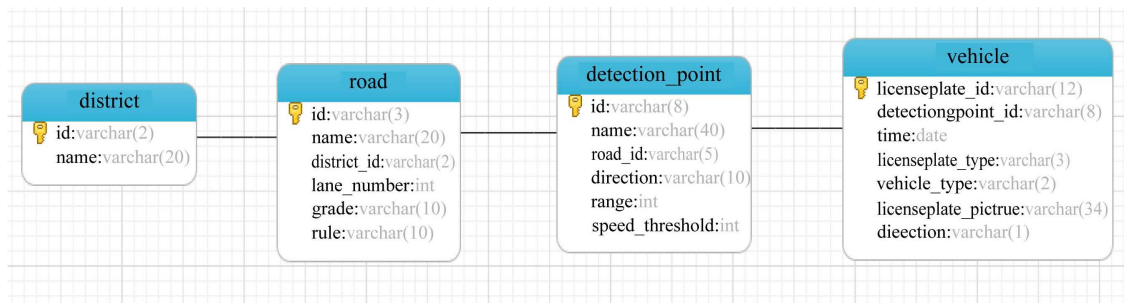 district
id:varchar(2)
name:varchar(20)
road
id:varchar(3)
name:varchar(20)
district_id:varchar(2)
lane_number:int
grade:varchar(10)
rule:varchar(10)
detection_point
id:varchar(8)
name:varchar(40)
road_id:varchar(5)
direction:varchar(10)
range:int
speed_threshold:int
vehicle
licenseplate_id:varchar(12)
detectiongpoint_id:varchar(8)
time:date
licenseplate_type:varchar(3)
vehicle_type:varchar(2)
licenseplate_pictrue:varchar(34)
dieection:varchar(1)